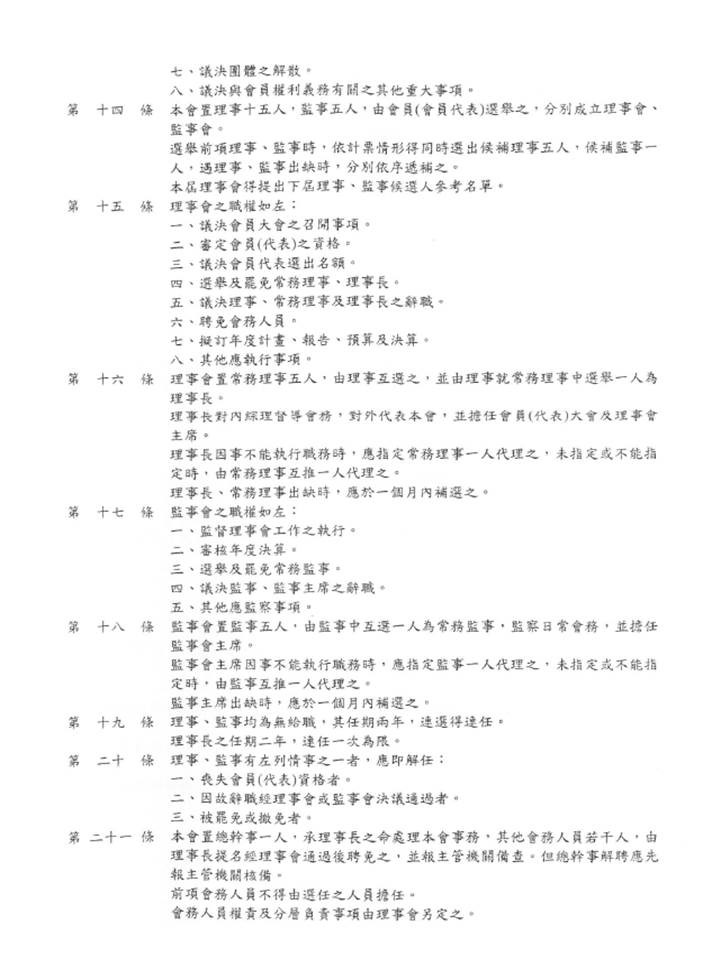 七、議決團體之解散。
八、議決與會員權利義務有關之其他重大事項。
第 十四 條 本會置理事十五人，監事五人，由會員(會員代表)選舉之，分別成立理事會、
監事會。
選舉前項理事、監事時，依計票情形得同時選出候補理事五人，候補監事一
人，遇理事、監事出缺時，分別依序遞補之。
本屆理事會得提出下屆理事、監事候選人參考名單。
第 十五 條 理事會之職權如左：
一、議決會員大會之召開事項。
二、審定會員(代表)之資格。
三、議決會員代表選出名額。
四、選舉及罷免常務理事、理事長。
五、議決理事、常務理事及理事長之辭職。
六、聘免會務人員。
七、擬訂年度計畫、報告、預算及決算。
八、其他應執行事項。
第 十六 條 理事會置常務理事五人，由理事互選之，並由理事就常務理事中選舉一人為
理事長。
理事長對內綜理督導會務，對外代表本會，並擔任會員(代表)大會及理事會
主席。
理事長因事不能執行職務時，應指定常務理事一人代理之，未指定或不能指
定時，由常務理事互推一人代理之。
理事長、常務理事出缺時，應於一個月內補選之。
第 十七 條 監事會之職權如左：
一、監督理事會工作之執行。
二、審核年度決算。
三、選舉及罷免常務監事。
四、議決監事、監事主席之辭職。
五、其他應監察事項。
第 十八 條 監事會置監事五人，由監事中互選一人為常務監事，監察日常會務，並擔任
監事會主席。
監事會主席因事不能執行職務時，應指定監事一人代理之，未指定或不能指
定時，由監事互推一人代理之。
監事主席出缺時，應於一個月內補選之。
第 十九 條 理事、監事均為無給職，其任期兩年，連選得連任。
理事長之任期二年，連任一次為限。
第 二十 條 理事、監事有左列情事之一者，應即解任：
一、喪失會員(代表)資格者。
二、因故辭職經理事會或監事會決議通過者。
三、被罷免或撤免者。
第 二十一 條 本會置總幹事一人，承理事長之命處理本會事務，其他會務人員若干人，由
理事長提名經理事會通過後聘免之，並報主管機關備查。但總幹事解聘應先
報主管機關核備。
前項會務人員不得由選任之人員擔任。
會務人員權責及分層負責事項由理事會另定之。